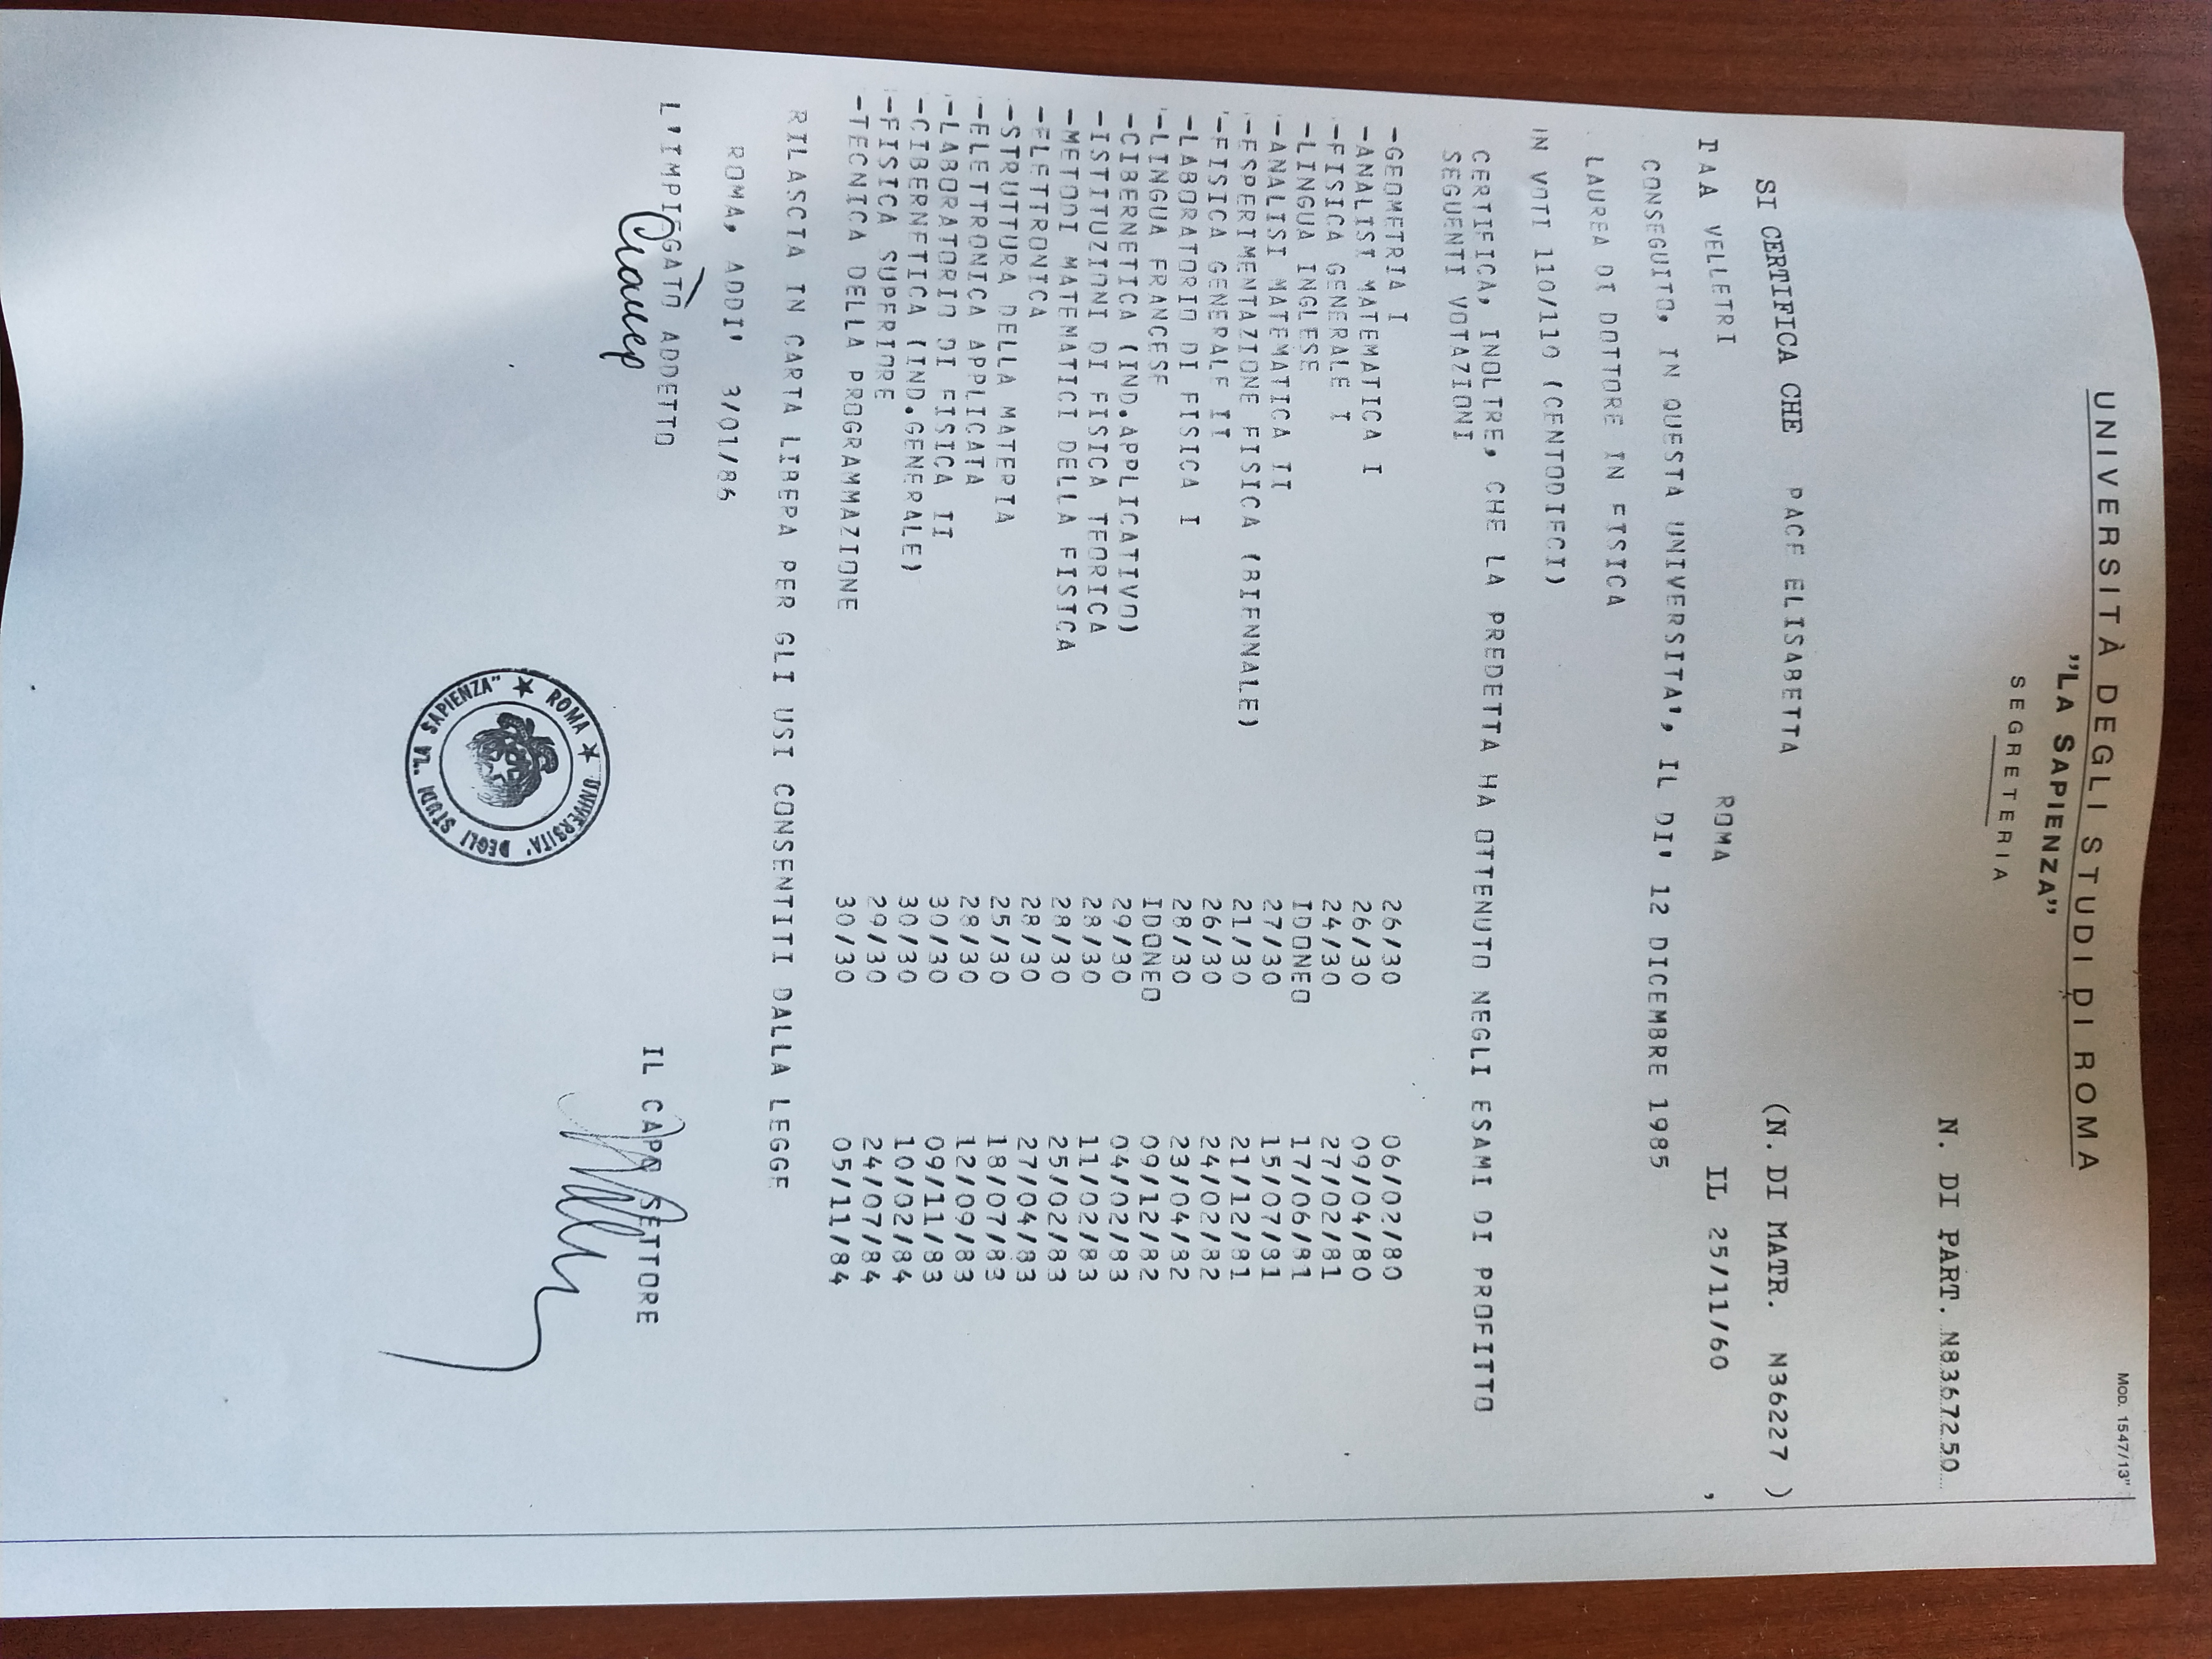 MOD. 1547/13"
UNIVERSITÀ DEGLI STUDI DI ROMA
"LA SAPIENZA"
SEGRETERIA
N. DI PART. N8367250
SI CERTIFICA CHE PACE ELISABETTA (N. DI MATR. N36227 )
VELLETRI ROMA IL 25/11/60 ,
CONSEGUITO, IN QUESTA UNIVERSITA', IL DI' 12 DICEMBRE 1985
LAUREA DI DOTTORE IN FISICA
IN VOTI 110/110 (CENTODIECI)
CERTIFICA, INOLTRE, CHE LA PREDETTA HA OTTENUTO NEGLI ESAMI DI PROFITTO
SEGUENTI VOTAZIONI
-GEOMETRIA I 26/30 06/02/80
-ANALISI MATEMATICA I 26/30 09/04/80
-FISICA GENERALE I 24/30 27/02/81
-LINGUA INGLESE IDONEO 17/06/81
-ANALISI MATEMATICA II 27/30 15/07/81
-ESPERIMENTAZIONE FISICA (BIENNALE) 21/30 21/12/81
-FISICA GENERALE II 26/30 24/02/82
-LABORATORIO DI FISICA I 28/30 23/04/82
-LINGUA FRANCESE IDONEO 09/12/82
-CIBERNETICA (IND.APPLICATIVO) 29/30 04/02/83
-ISTITUZIONI DI FISICA TEORICA 28/30 11/02/83
-METODI MATEMATICI DELLA FISICA 28/30 25/02/83
-ELETTRONICA 28/30 27/04/83
-STRUTTURA DELLA MATERIA 25/30 18/07/83
-ELETTRONICA APPLICATA 28/30 12/09/83
-LABORATORIO DI FISICA II 30/30 09/11/83
-CIBERNETICA (IND.GENERALE) 30/30 10/02/84
-FISICA SUPERIORE 29/30 24/07/84
-TECNICA DELLA PROGRAMMAZIONE 30/30 05/11/84
RILASCIA IN CARTA LIBERA PER GLI USI CONSENTITI DALLA LEGGE
ROMA, ADDI' 3/01/86
L'IMPIEGATO ADDETTO IL CAPO SETTORE
ROMA ★ UNIVERSITA' DEGLI STUDI "LA SAPIENZA" ★